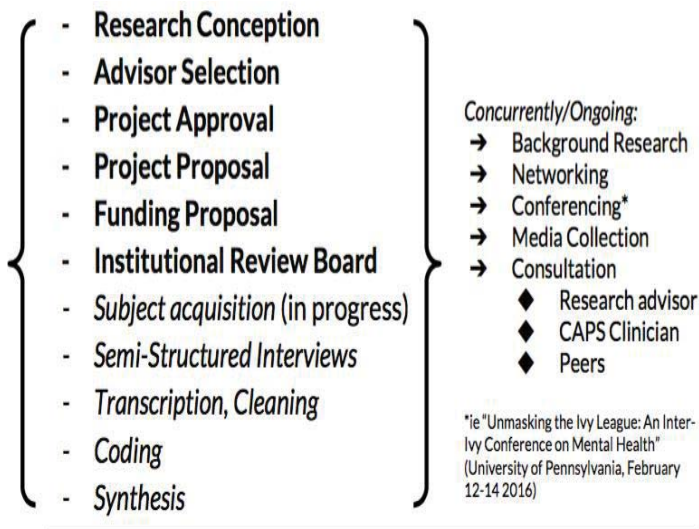 - Research Conception
- Advisor Selection
- Project Approval
- Project Proposal
- Funding Proposal
- Institutional Review Board
- Subject acquisition (in progress)
- Semi-Structured Interviews
- Transcription, Cleaning
- Coding
- Synthesis
Concurrently/Ongoing:
➔ Background Research
➔ Networking
➔ Conferencing*
➔ Media Collection
➔ Consultation
◆ Research advisor
◆ CAPS Clinician
◆ Peers
*ie "Unmasking the Ivy League: An Inter-
Ivy Conference on Mental Health"
(University of Pennsylvania, February
12-14 2016)